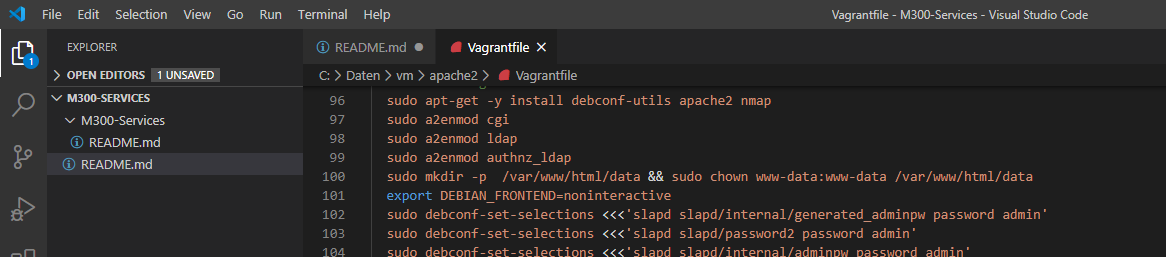 File Edit Selection View Go Run Terminal Help Vagrantfile - M300-Services - Visual Studio Code
EXPLORER
1
OPEN EDITORS 1 UNSAVED
M300-SERVICES
M300-Services
README.md
README.md
README.md Vagrantfile
C: > Daten > vm > apache2 > Vagrantfile
96 sudo apt-get -y install debconf-utils apache2 nmap
97 sudo a2enmod cgi
98 sudo a2enmod ldap
99 sudo a2enmod authnz_ldap
100 sudo mkdir -p  /var/www/html/data && sudo chown www-data:www-data /var/www/html/data
101 export DEBIAN_FRONTEND=noninteractive
102 sudo debconf-set-selections <<<'slapd slapd/internal/generated_adminpw password admin'
103 sudo debconf-set-selections <<<'slapd slapd/password2 password admin'
104 sudo debconf-set-selections <<<'slapd slapd/internal/adminpw password admin'